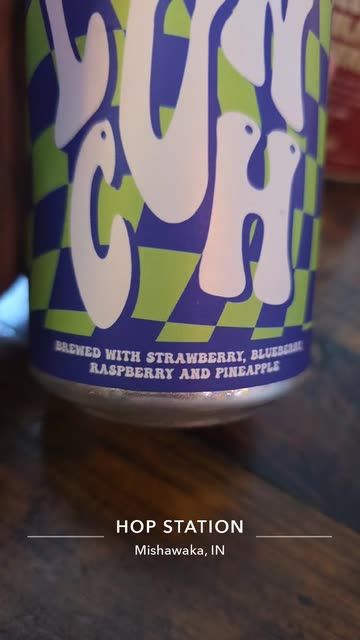 LUN
CH
BREWED WITH STRAWBERRY, BLUEBERRY,
RASPBERRY AND PINEAPPLE
HOP STATION
Mishawaka, IN